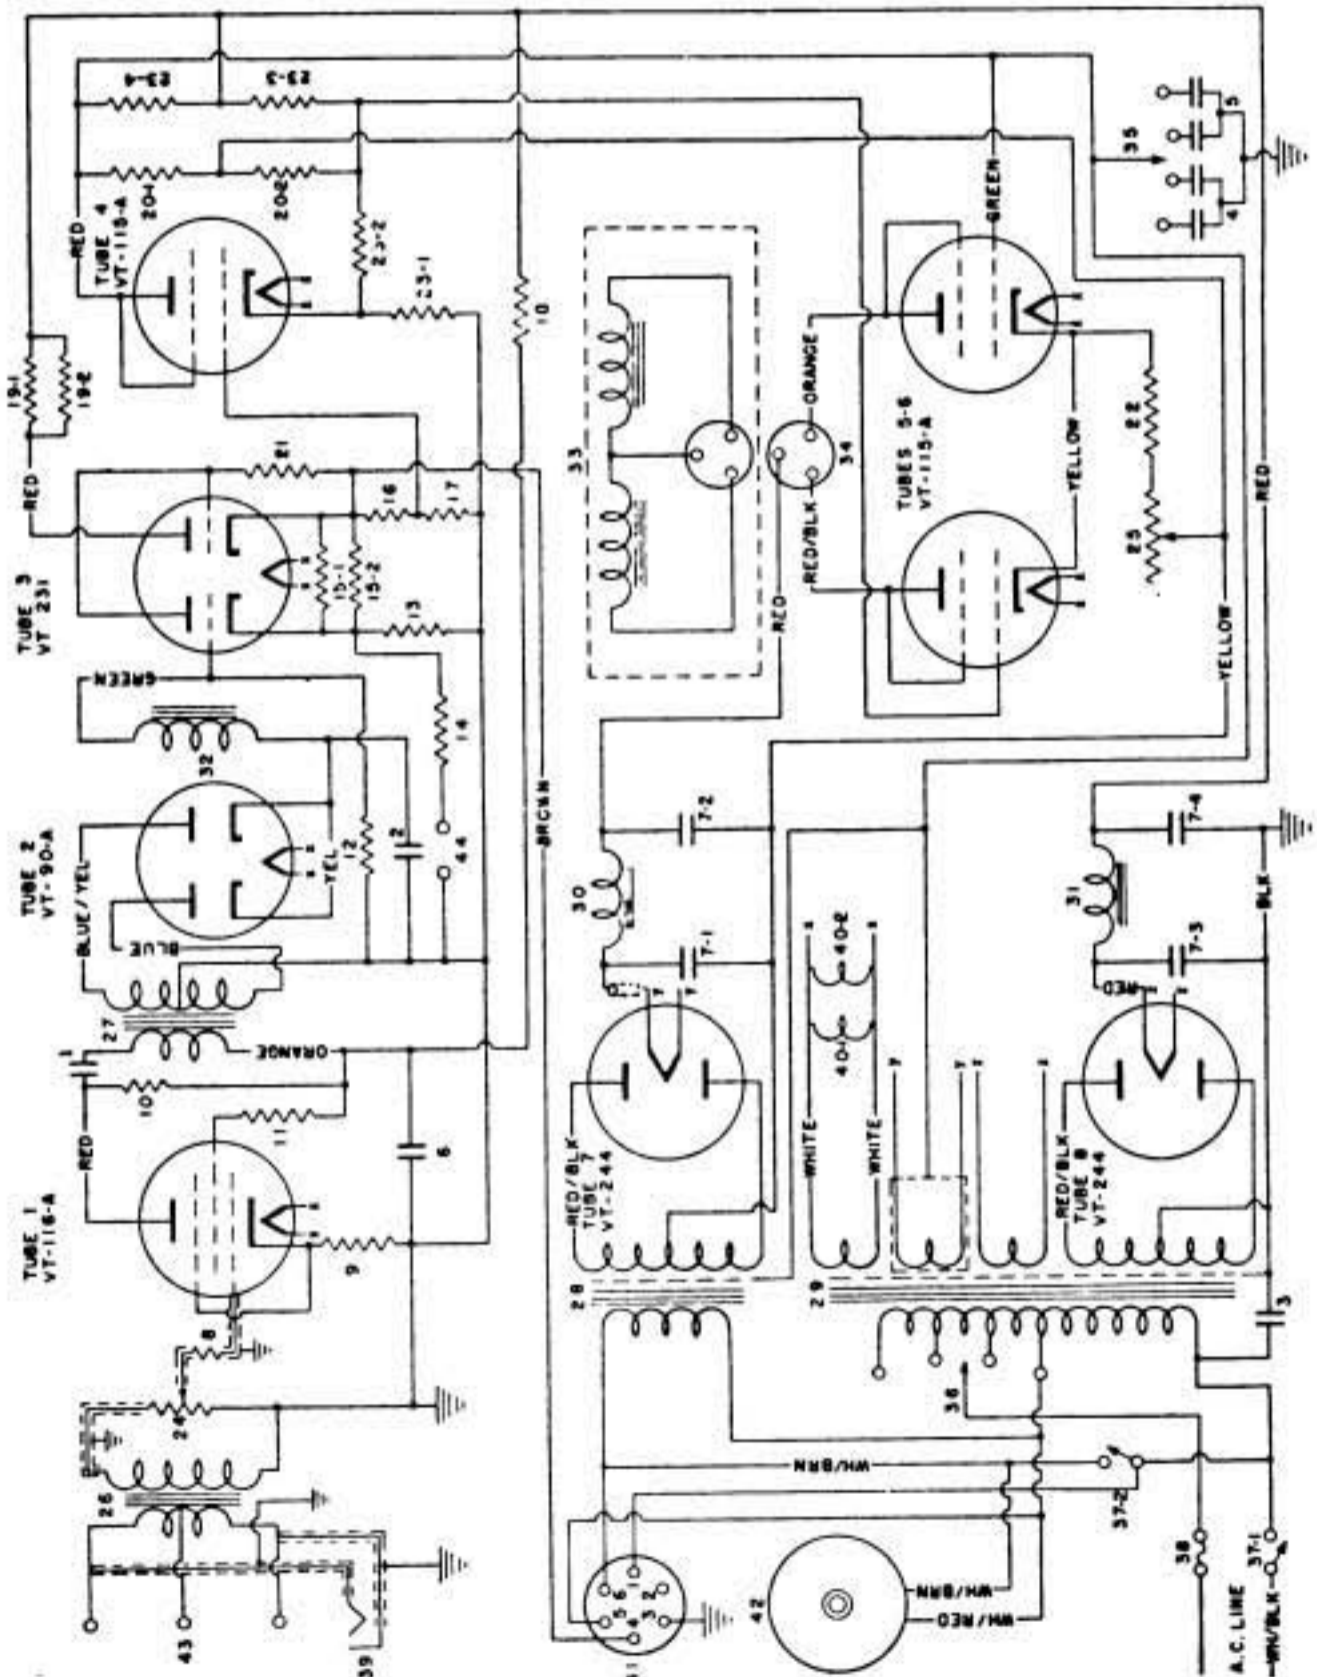 TUBE 1
VT-116-A
TUBE 2
VT-90-A
TUBE 3
VT 231
TUBE 4
VT-115-A
TUBES 5-6
VT-115-A
RED/BLK
TUBE 7
VT-244
RED/BLK
TUBE 8
VT-244
RED
RED
RED
BLUE/YEL
BLUE
YEL
GREEN
ORANGE
BROWN
RED
RED/BLK
ORANGE
GREEN
YELLOW
YELLOW
RED
RED
BLK
WHITE
WHITE
WH/BRN
WH/BRN
WH/RED
WH/BLK
A.C. LINE
19-1
19-2
23-4
23-3
20-1
20-2
23-1
21
16
17
15-1
15-2
13
14
44
12
2
32
27
1
10
11
6
9
8
24
26
43
39
10
33
34
22
25
35
4
5
30
7-1
7-2
31
7-3
7-4
40-1
40-2
28
29
3
36
37-2
38
37-1
42
6
1
5
2
4
3
y
y
x
x